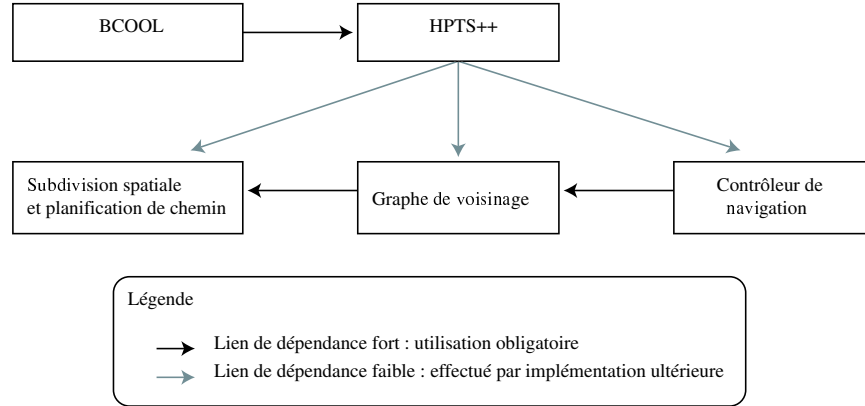 BCOOL
HPTS++
Subdivision spatiale
et planification de chemin
Graphe de voisinage
Contrôleur de
navigation
Légende
Lien de dépendance fort : utilisation obligatoire
Lien de dépendance faible : effectué par implémentation ultérieure